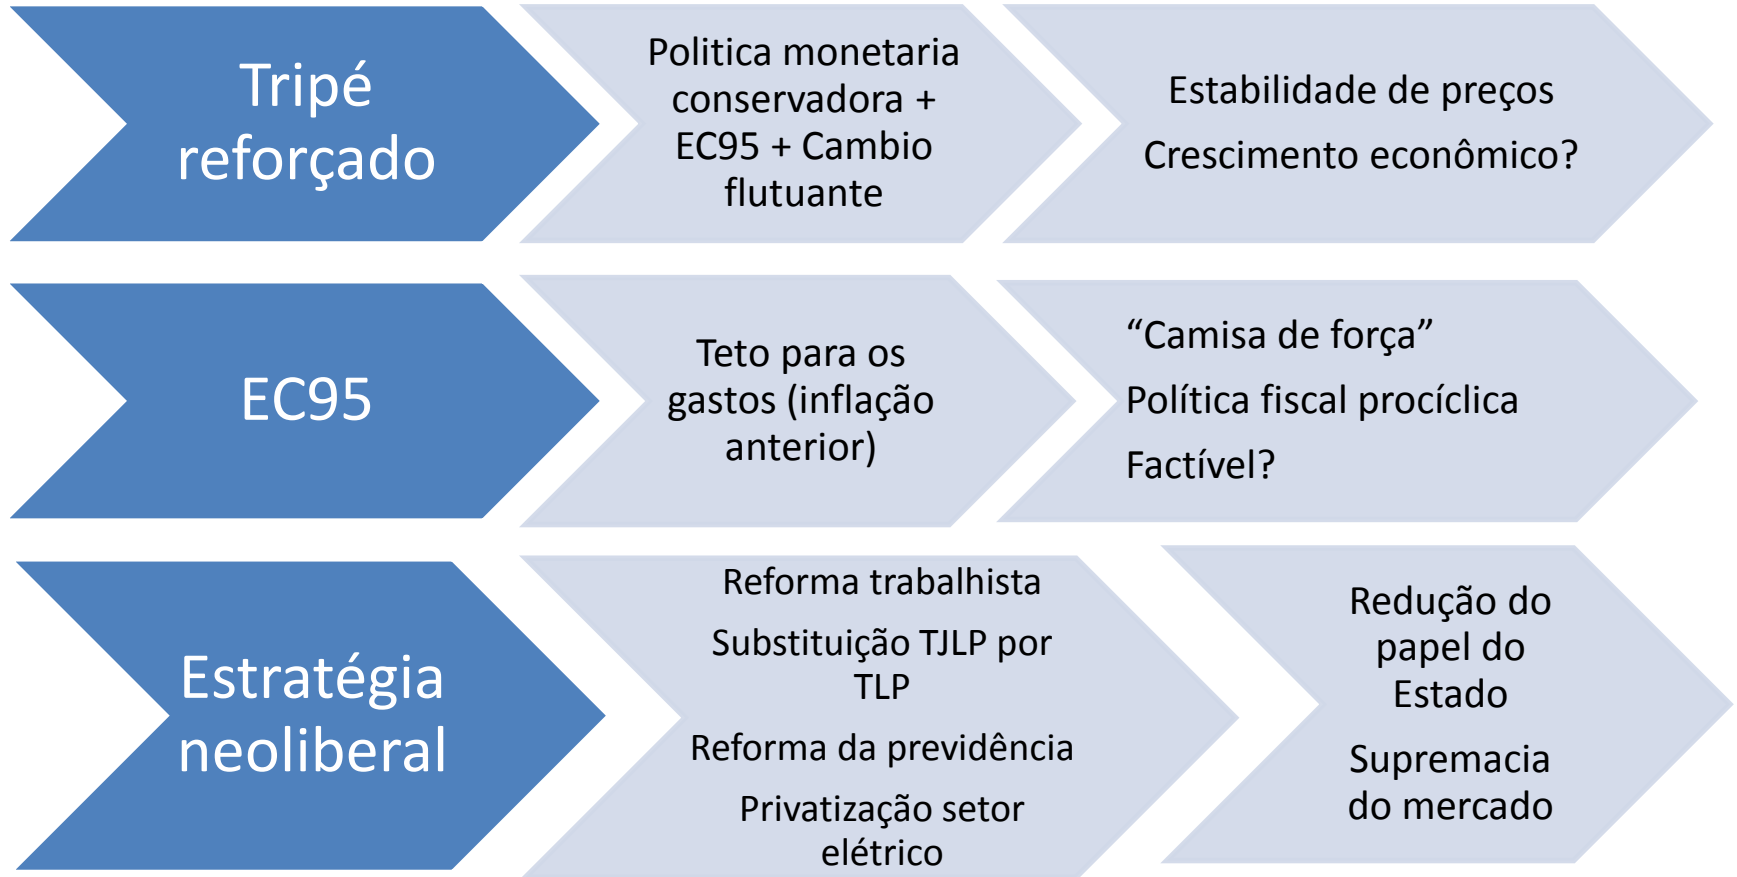 Tripé
reforçado
Politica monetaria
conservadora +
EC95 + Cambio
flutuante
Estabilidade de preços
Crescimento econômico?
EC95
Teto para os
gastos (inflação
anterior)
“Camisa de força”
Política fiscal procíclica
Factível?
Estratégia
neoliberal
Reforma trabalhista
Substituição TJLP por
TLP
Reforma da previdência
Privatização setor
elétrico
Redução do
papel do
Estado
Supremacia
do mercado